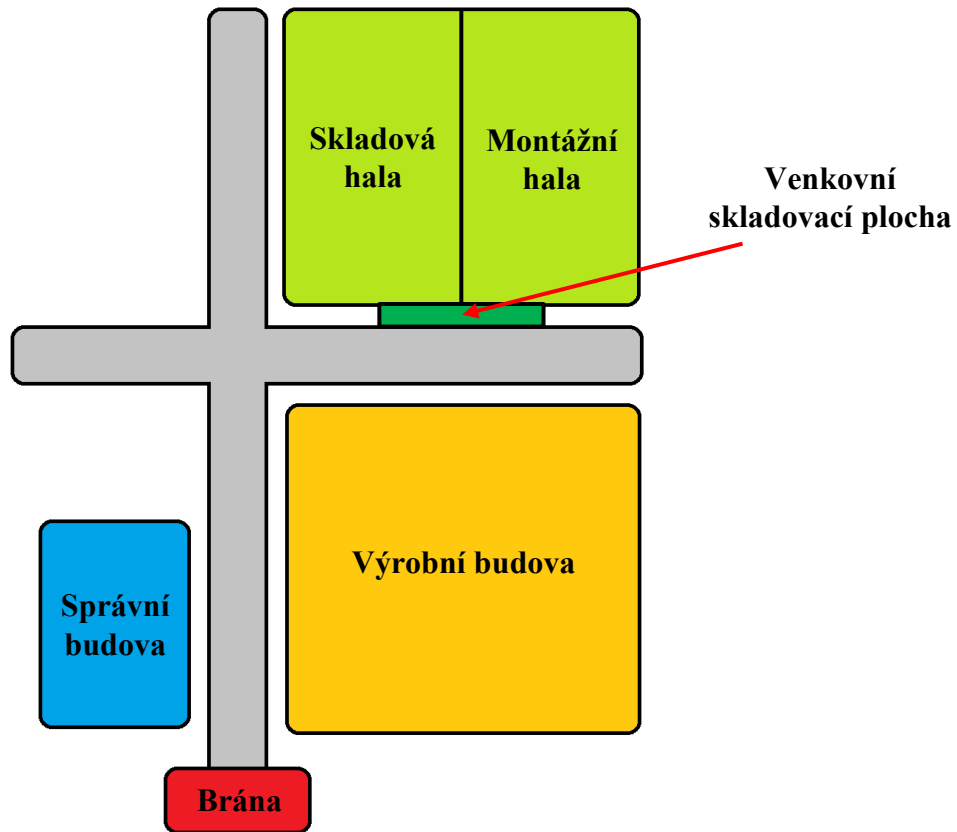 Skladová
hala
Montážní
hala
Venkovní
skladovací plocha
Výrobní budova
Správní
budova
Brána